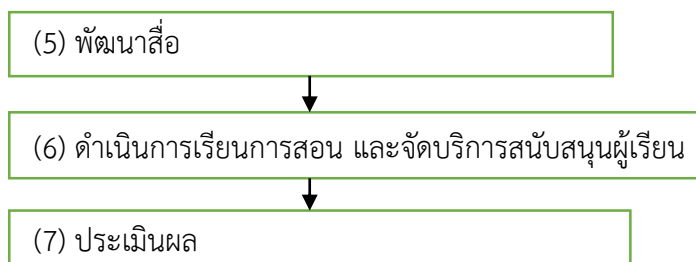 (5) พัฒนาสื่อ
(6) ดำเนินการเรียนการสอน และจัดบริการสนับสนุนผู้เรียน
(7) ประเมินผล